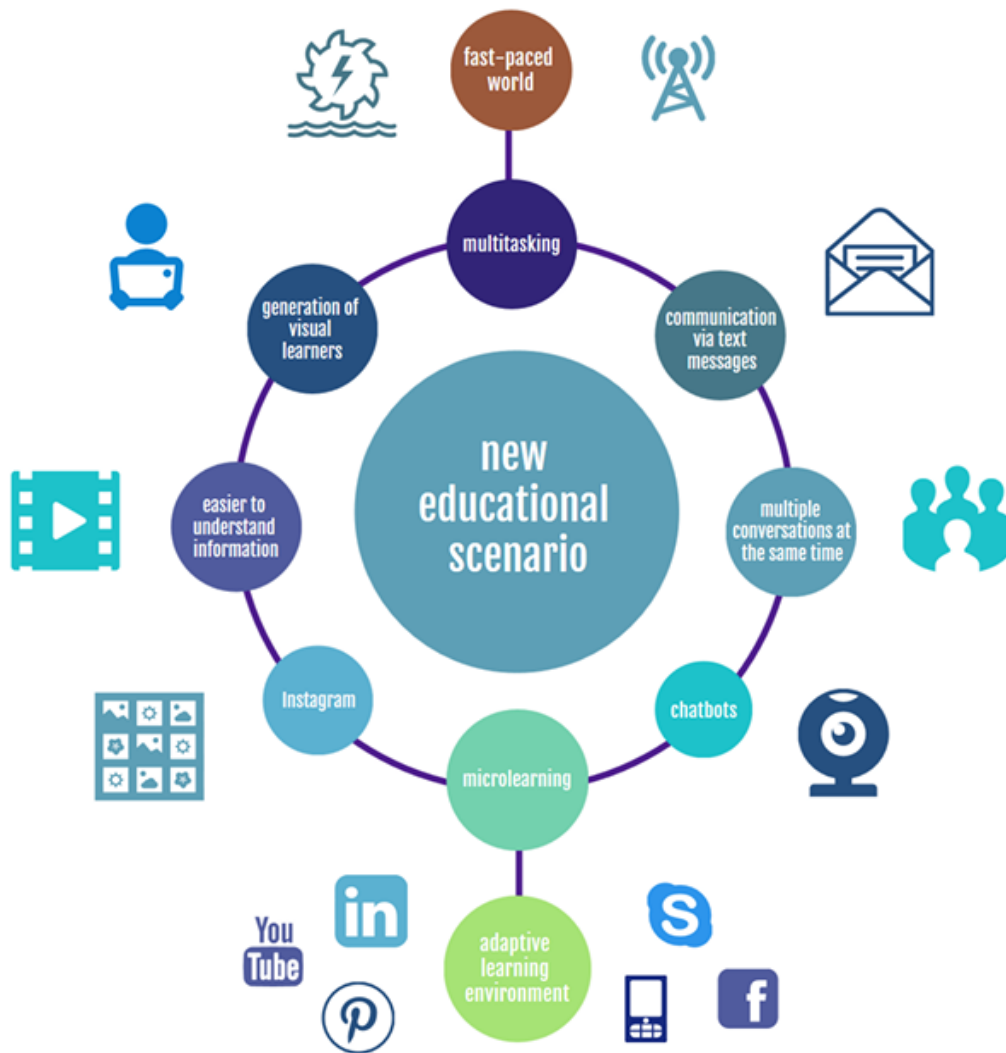 fast-paced
world
multitasking
generation of
visual
learners
communication
via text
messages
new
educational
scenario
easier to
understand
information
multiple
conversations at
the same time
Instagram
chatbots
microlearning
adaptive
learning
environment
in
You
Tube
P
S
f